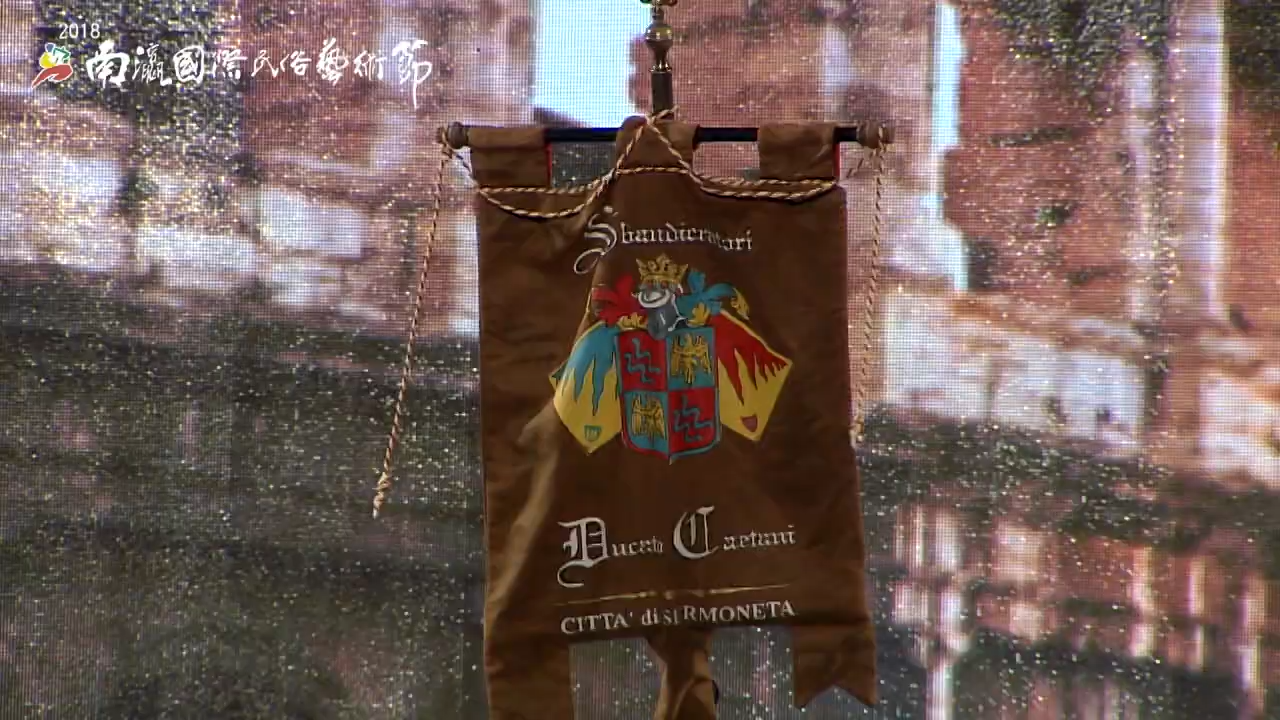 2018
南瀛國際民俗藝術節
Sbandieratori
Ducato Caetani
CITTA' di SERMONETA